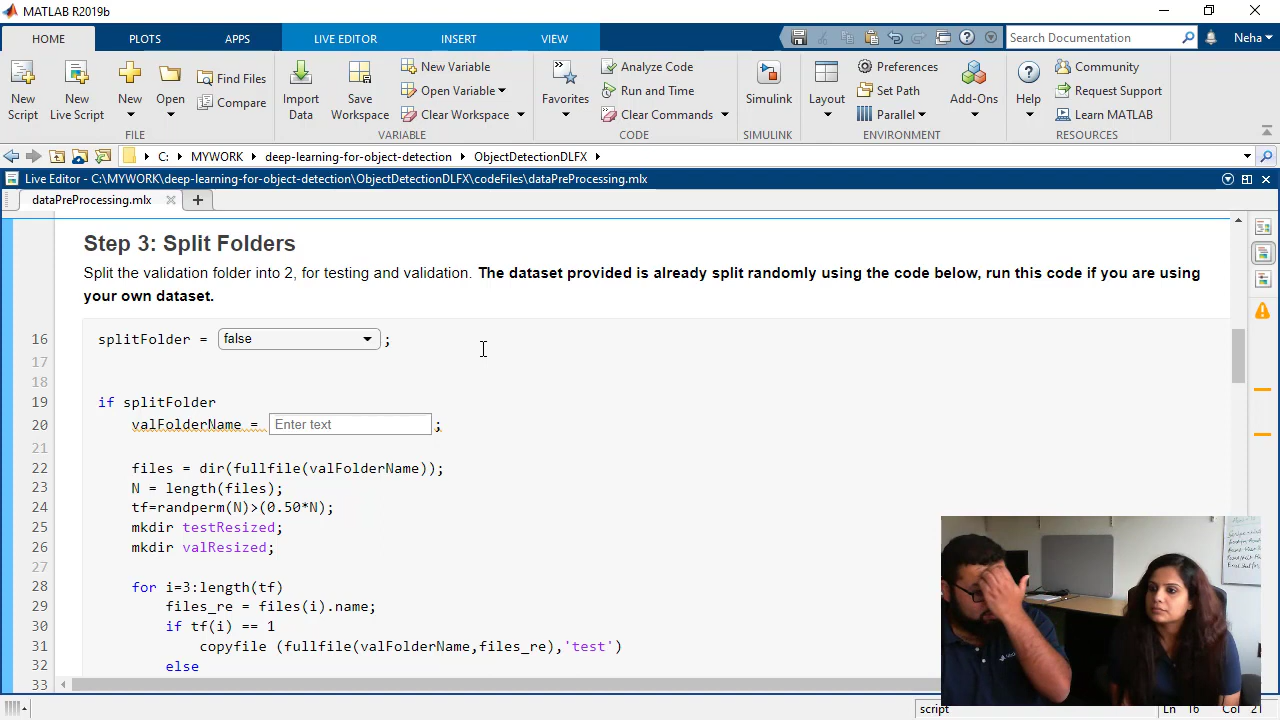 MATLAB R2019b
HOME PLOTS APPS LIVE EDITOR INSERT VIEW Search Documentation Neha
New Script New Live Script New Open Find Files Compare FILE
Import Data Save Workspace New Variable Open Variable Clear Workspace VARIABLE
Favorites Analyze Code Run and Time Clear Commands CODE
Simulink SIMULINK
Layout Preferences Set Path Parallel Add-Ons ENVIRONMENT
Help Community Request Support Learn MATLAB RESOURCES
C: MYWORK deep-learning-for-object-detection ObjectDetectionDLFX
Live Editor - C:\MYWORK\deep-learning-for-object-detection\ObjectDetectionDLFX\codeFiles\dataPreProcessing.mlx
dataPreProcessing.mlx
Step 3: Split Folders
Split the validation folder into 2, for testing and validation. The dataset provided is already split randomly using the code below, run this code if you are using
your own dataset.
16 splitFolder = false ;
17
18
19 if splitFolder
20 valFolderName = Enter text ;
21
22 files = dir(fullfile(valFolderName));
23 N = length(files);
24 tf=randperm(N)>(0.50*N);
25 mkdir testResized;
26 mkdir valResized;
27
28 for i=3:length(tf)
29 files_re = files(i).name;
30 if tf(i) == 1
31 copyfile (fullfile(valFolderName,files_re),'test')
32 else
33
script Ln 16 Col 21